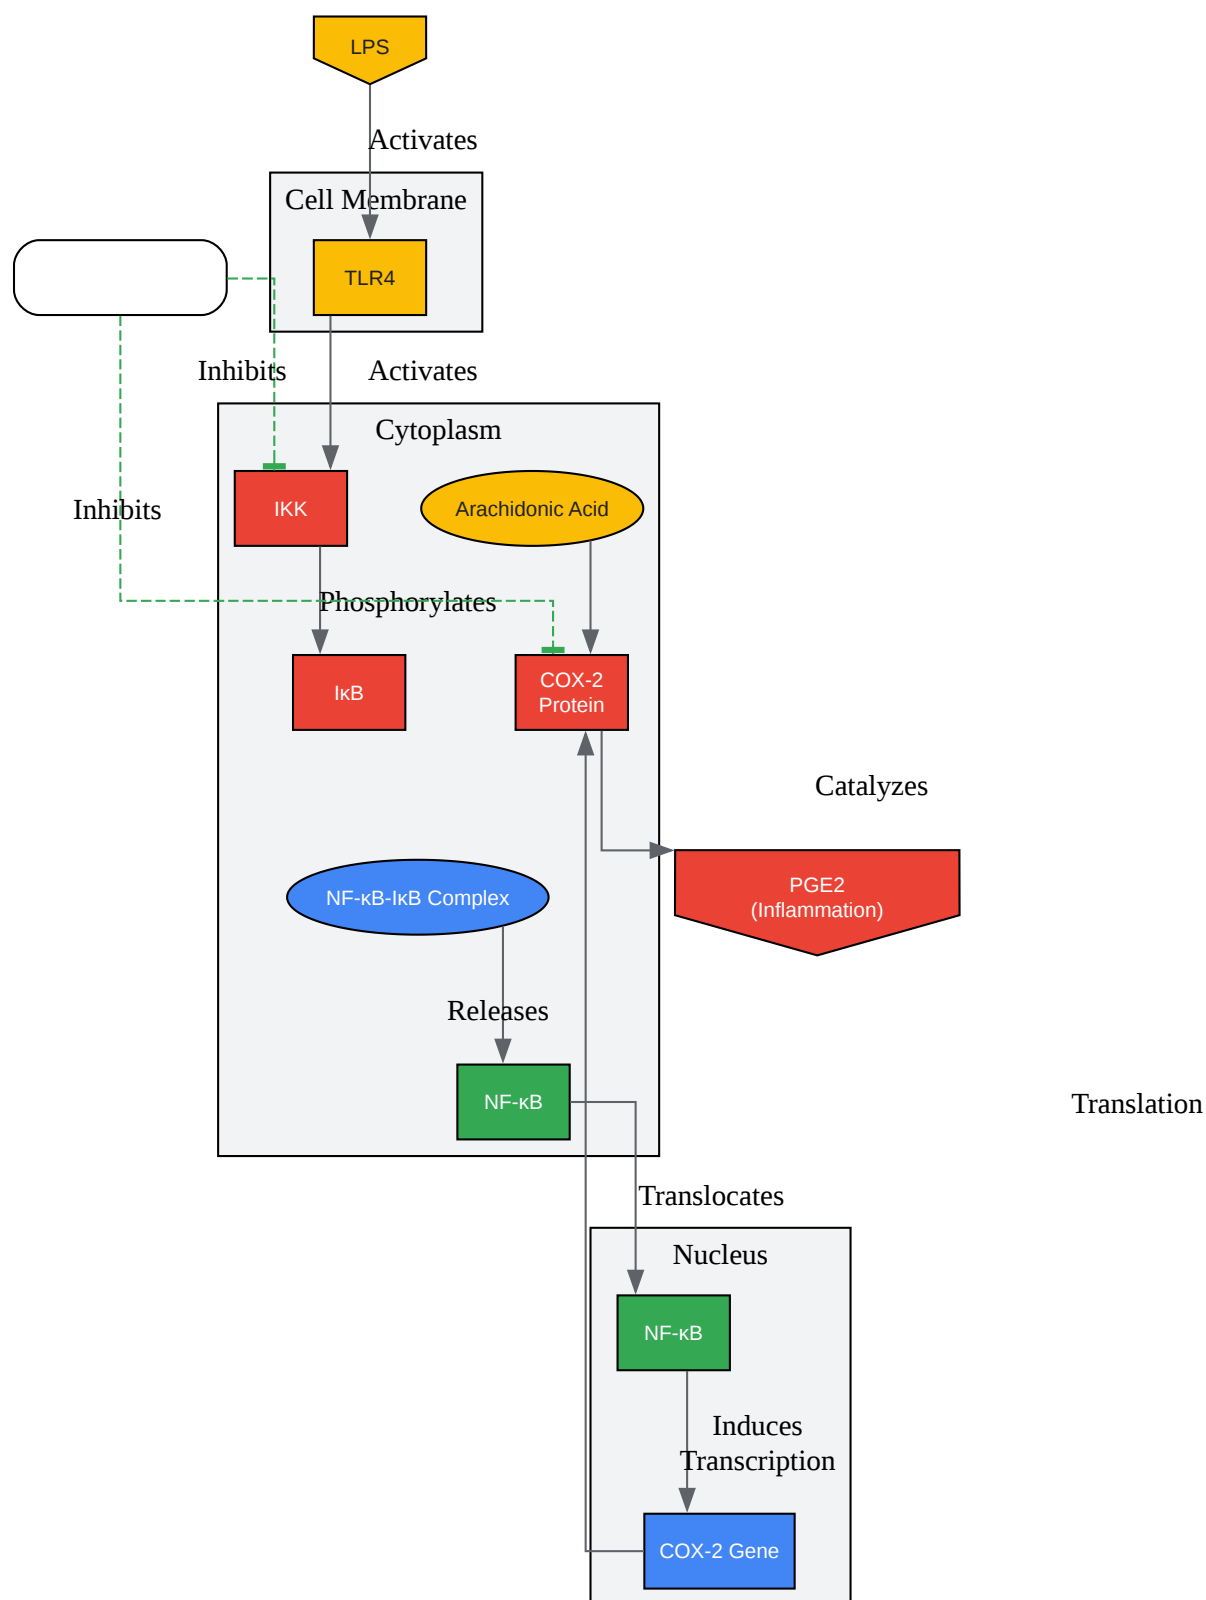 LPS
Activates
Cell Membrane
TLR4
Inhibits
Activates
Cytoplasm
IKK
Arachidonic Acid
Inhibits
Phosphorylates
IκB
COX-2
Protein
Catalyzes
PGE2
(Inflammation)
NF-κB-IκB Complex
Releases
NF-κB
Translation
Translocates
Nucleus
NF-κB
Induces
Transcription
COX-2 Gene